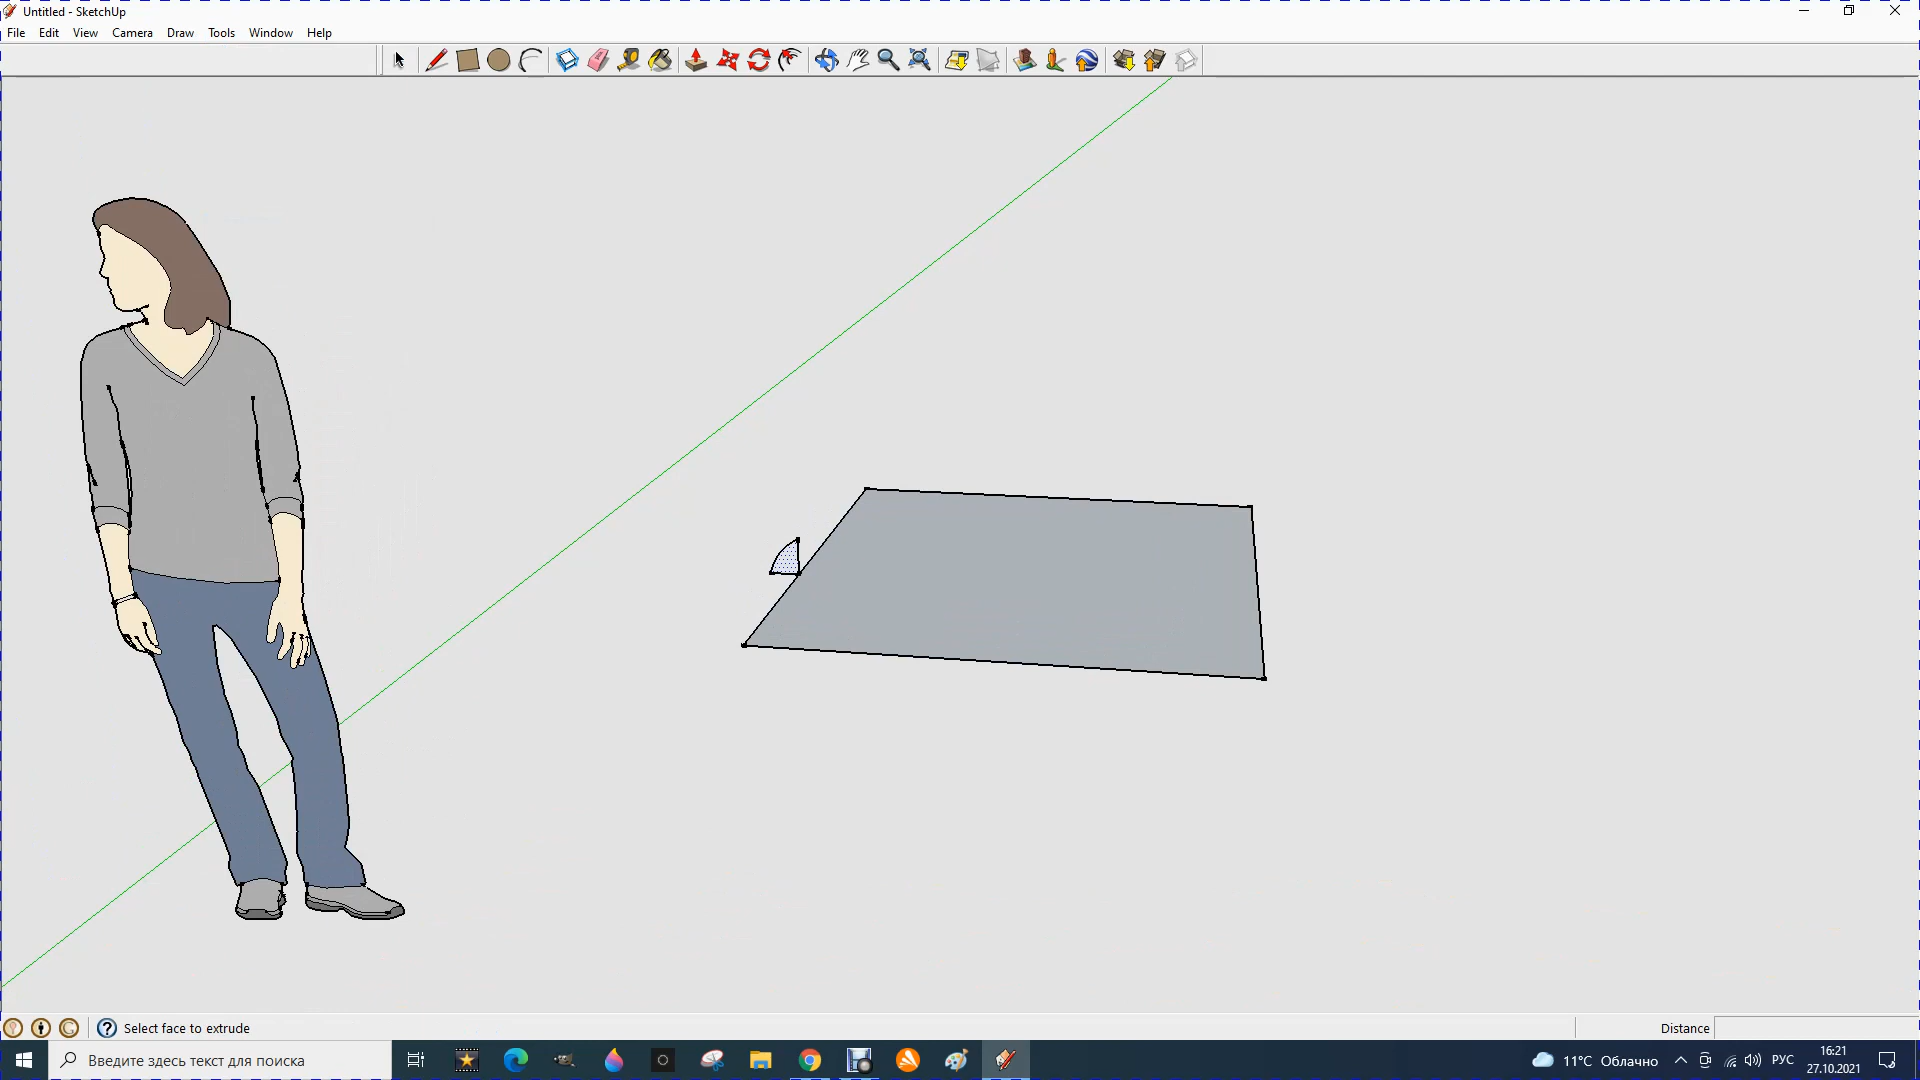 Untitled - SketchUp
File Edit View Camera Draw Tools Window Help
Select face to extrude
Distance
Введите здесь текст для поиска
11°C Облачно
РУС
16:21
27.10.2021